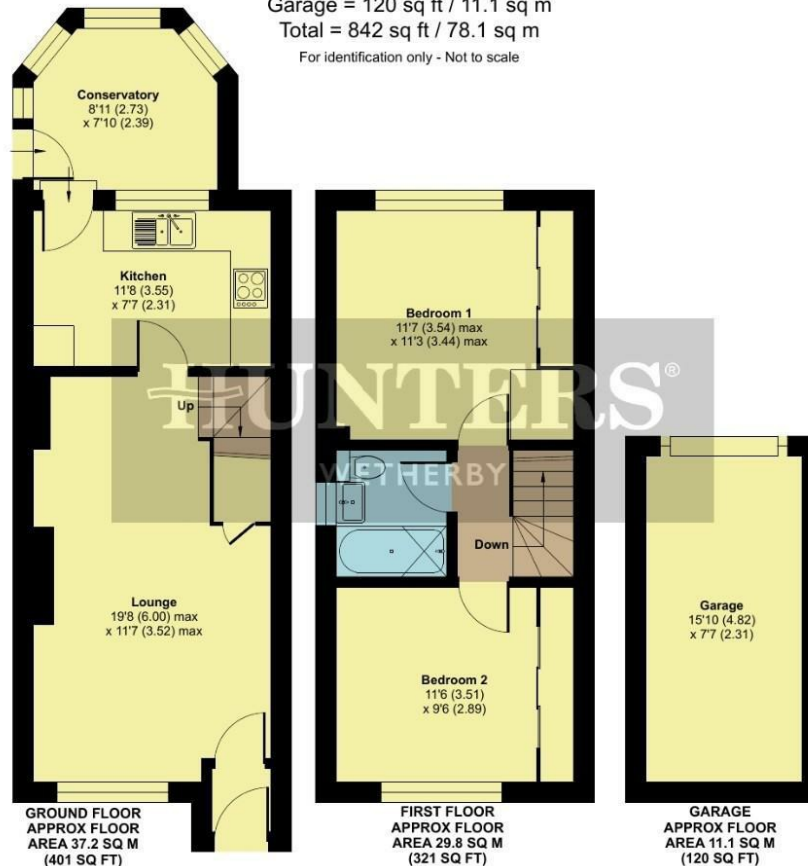 Garage = 120 sq ft / 11.1 sq m
Total = 842 sq ft / 78.1 sq m
For identification only - Not to scale
Conservatory
8'11 (2.73)
x 7'10 (2.39)
Kitchen
11'8 (3.55)
x 7'7 (2.31)
Bedroom 1
11'7 (3.54) max
x 11'3 (3.44) max
Up
HUNTERS®
WETHERBY
Down
Lounge
19'8 (6.00) max
x 11'7 (3.52) max
Bedroom 2
11'6 (3.51)
x 9'6 (2.89)
Garage
15'10 (4.82)
x 7'7 (2.31)
GROUND FLOOR
APPROX FLOOR
AREA 37.2 SQ M
(401 SQ FT)
FIRST FLOOR
APPROX FLOOR
AREA 29.8 SQ M
(321 SQ FT)
GARAGE
APPROX FLOOR
AREA 11.1 SQ M
(120 SQ FT)